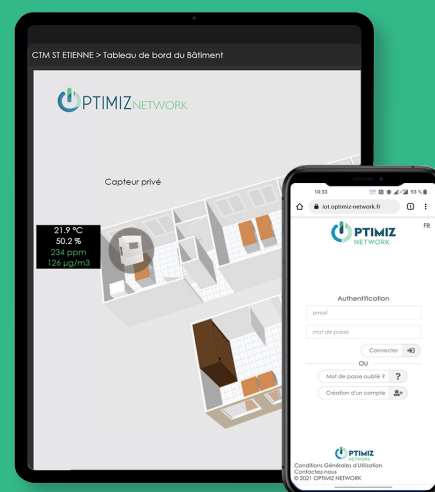 CTM ST ETIENNE > Tableau de bord du Bâtiment
OPTIMIZ NETWORK
Capteur privé
21.9 °C
50.2 %
234 ppm
126 µg/m3
10:33
93 %
iot.optimiz-network.fr
FR
OPTIMIZ
NETWORK
Authentification
email
mot de passe
Connecter
OU
Mot de passe oublié ?
?
Création d'un compte
OPTIMIZ
NETWORK
Conditions Générales d'Utilisation
Contactez-nous
© 2021 OPTIMIZ NETWORK